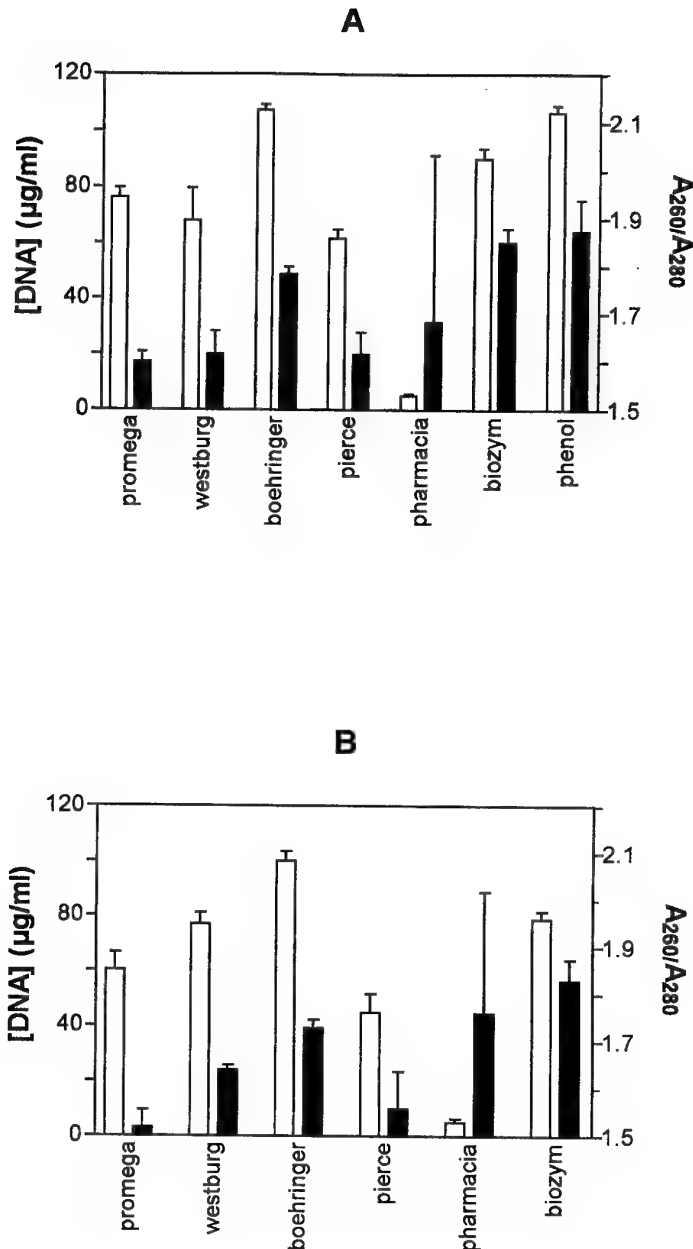 A
[DNA] (µg/ml)
120
80
40
0
2.1
1.9
1.7
1.5
A260/A280
promega
westburg
boehringer
pierce
pharmacia
biozym
phenol
B
[DNA] (µg/ml)
120
80
40
0
2.1
1.9
1.7
1.5
A260/A280
promega
westburg
boehringer
pierce
pharmacia
biozym